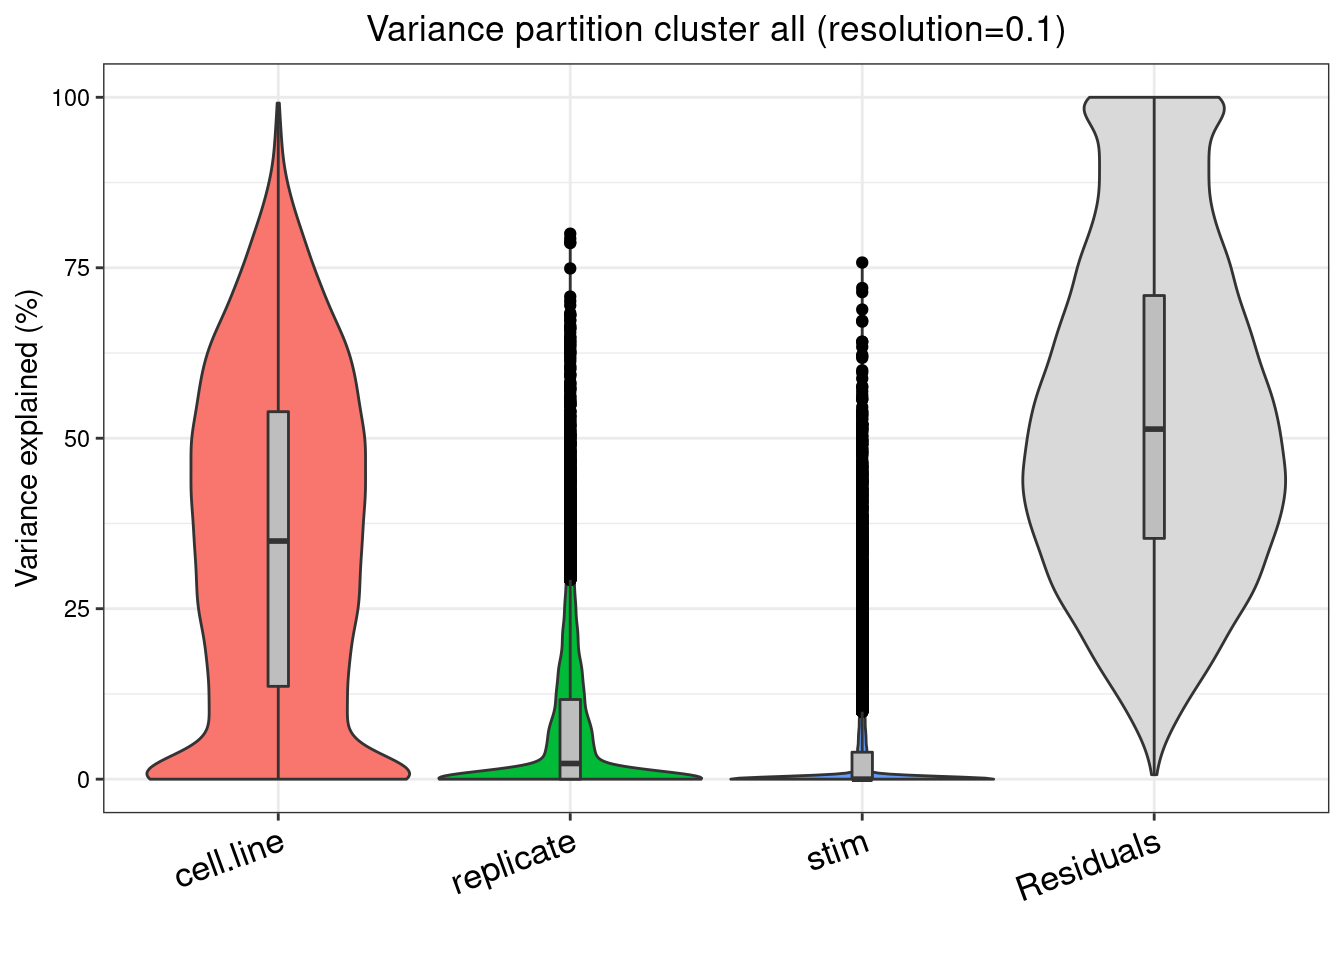 Variance partition cluster all (resolution=0.1)
Variance explained (%)
100
75
50
25
0
cell.line
replicate
stim
Residuals